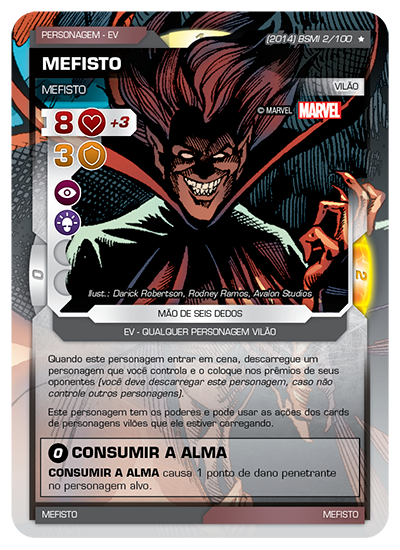 PERSONAGEM - EV
(2014) BSMI 2/100 ★
MEFISTO
MEFISTO
VILÃO
8 +3
© MARVEL MARVEL
3
0
2
Illust.: Darick Robertson, Rodney Ramos, Avalon Studios
MÃO DE SEIS DEDOS
EV - QUALQUER PERSONAGEM VILÃO
Quando este personagem entrar em cena, descarregue um
personagem que você controla e o coloque nos prêmios de seus
oponentes (você deve descarregar este personagem, caso não
controle outros personagens).
Este personagem tem os poderes e pode usar as ações dos cards
de personagens vilões que ele estiver carregando.
0 CONSUMIR A ALMA
CONSUMIR A ALMA causa 1 ponto de dano penetrante
no personagem alvo.
MEFISTO
MEFISTO